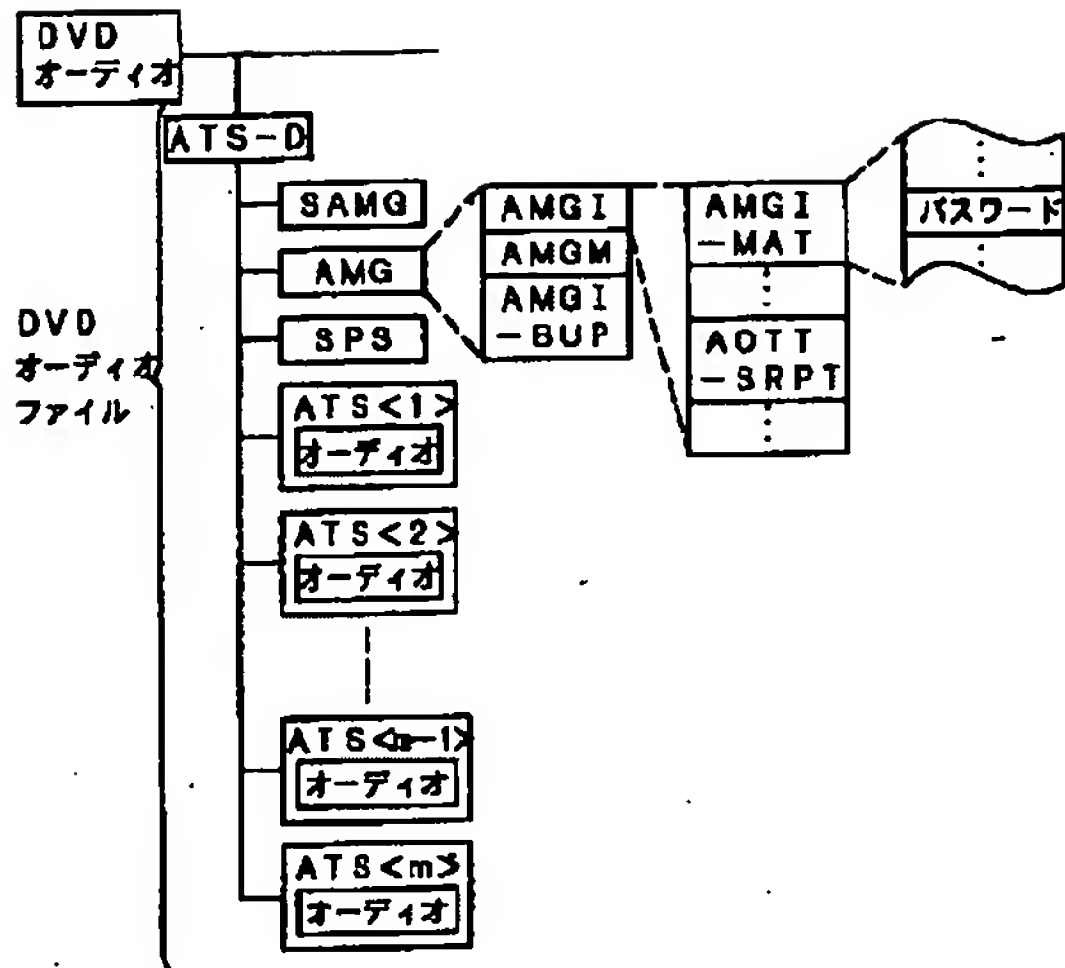 DVD
オーディオ
ATS-D
SAMG
AMG
SPS
ATS<1>
オーディオ
ATS<2>
オーディオ
ATS<m-1>
オーディオ
ATS<m>
オーディオ
DVD
オーディオ
ファイル
AMGI
AMGM
AMGI
-BUP
AMGI
-MAT
AOTT
-SRPT
パスワード